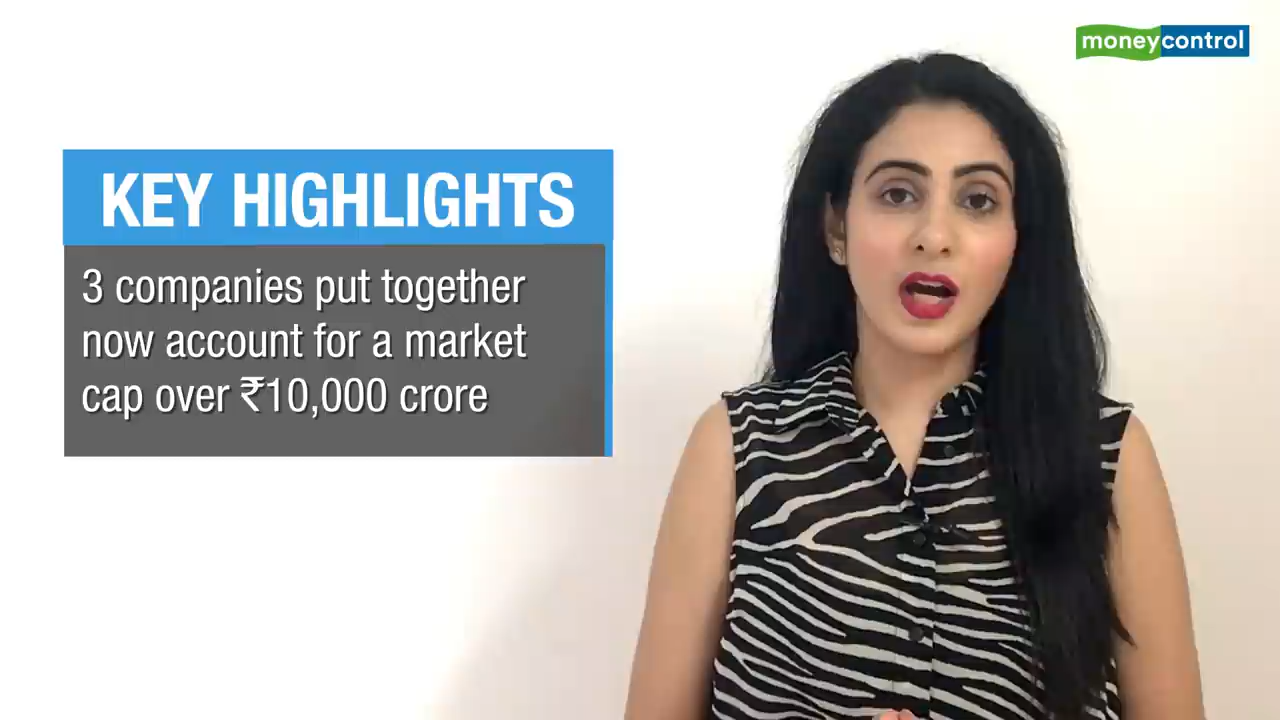 moneycontrol
KEY HIGHLIGHTS
3 companies put together
now account for a market
cap over ₹10,000 crore